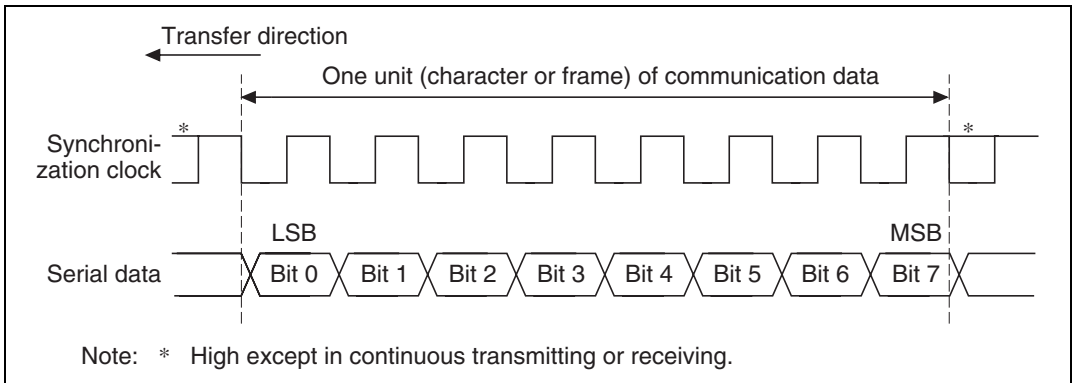 Transfer direction
One unit (character or frame) of communication data
*
*
Synchroni-
zation clock
LSB
MSB
Serial data
Bit 0
Bit 1
Bit 2
Bit 3
Bit 4
Bit 5
Bit 6
Bit 7
Note: * High except in continuous transmitting or receiving.